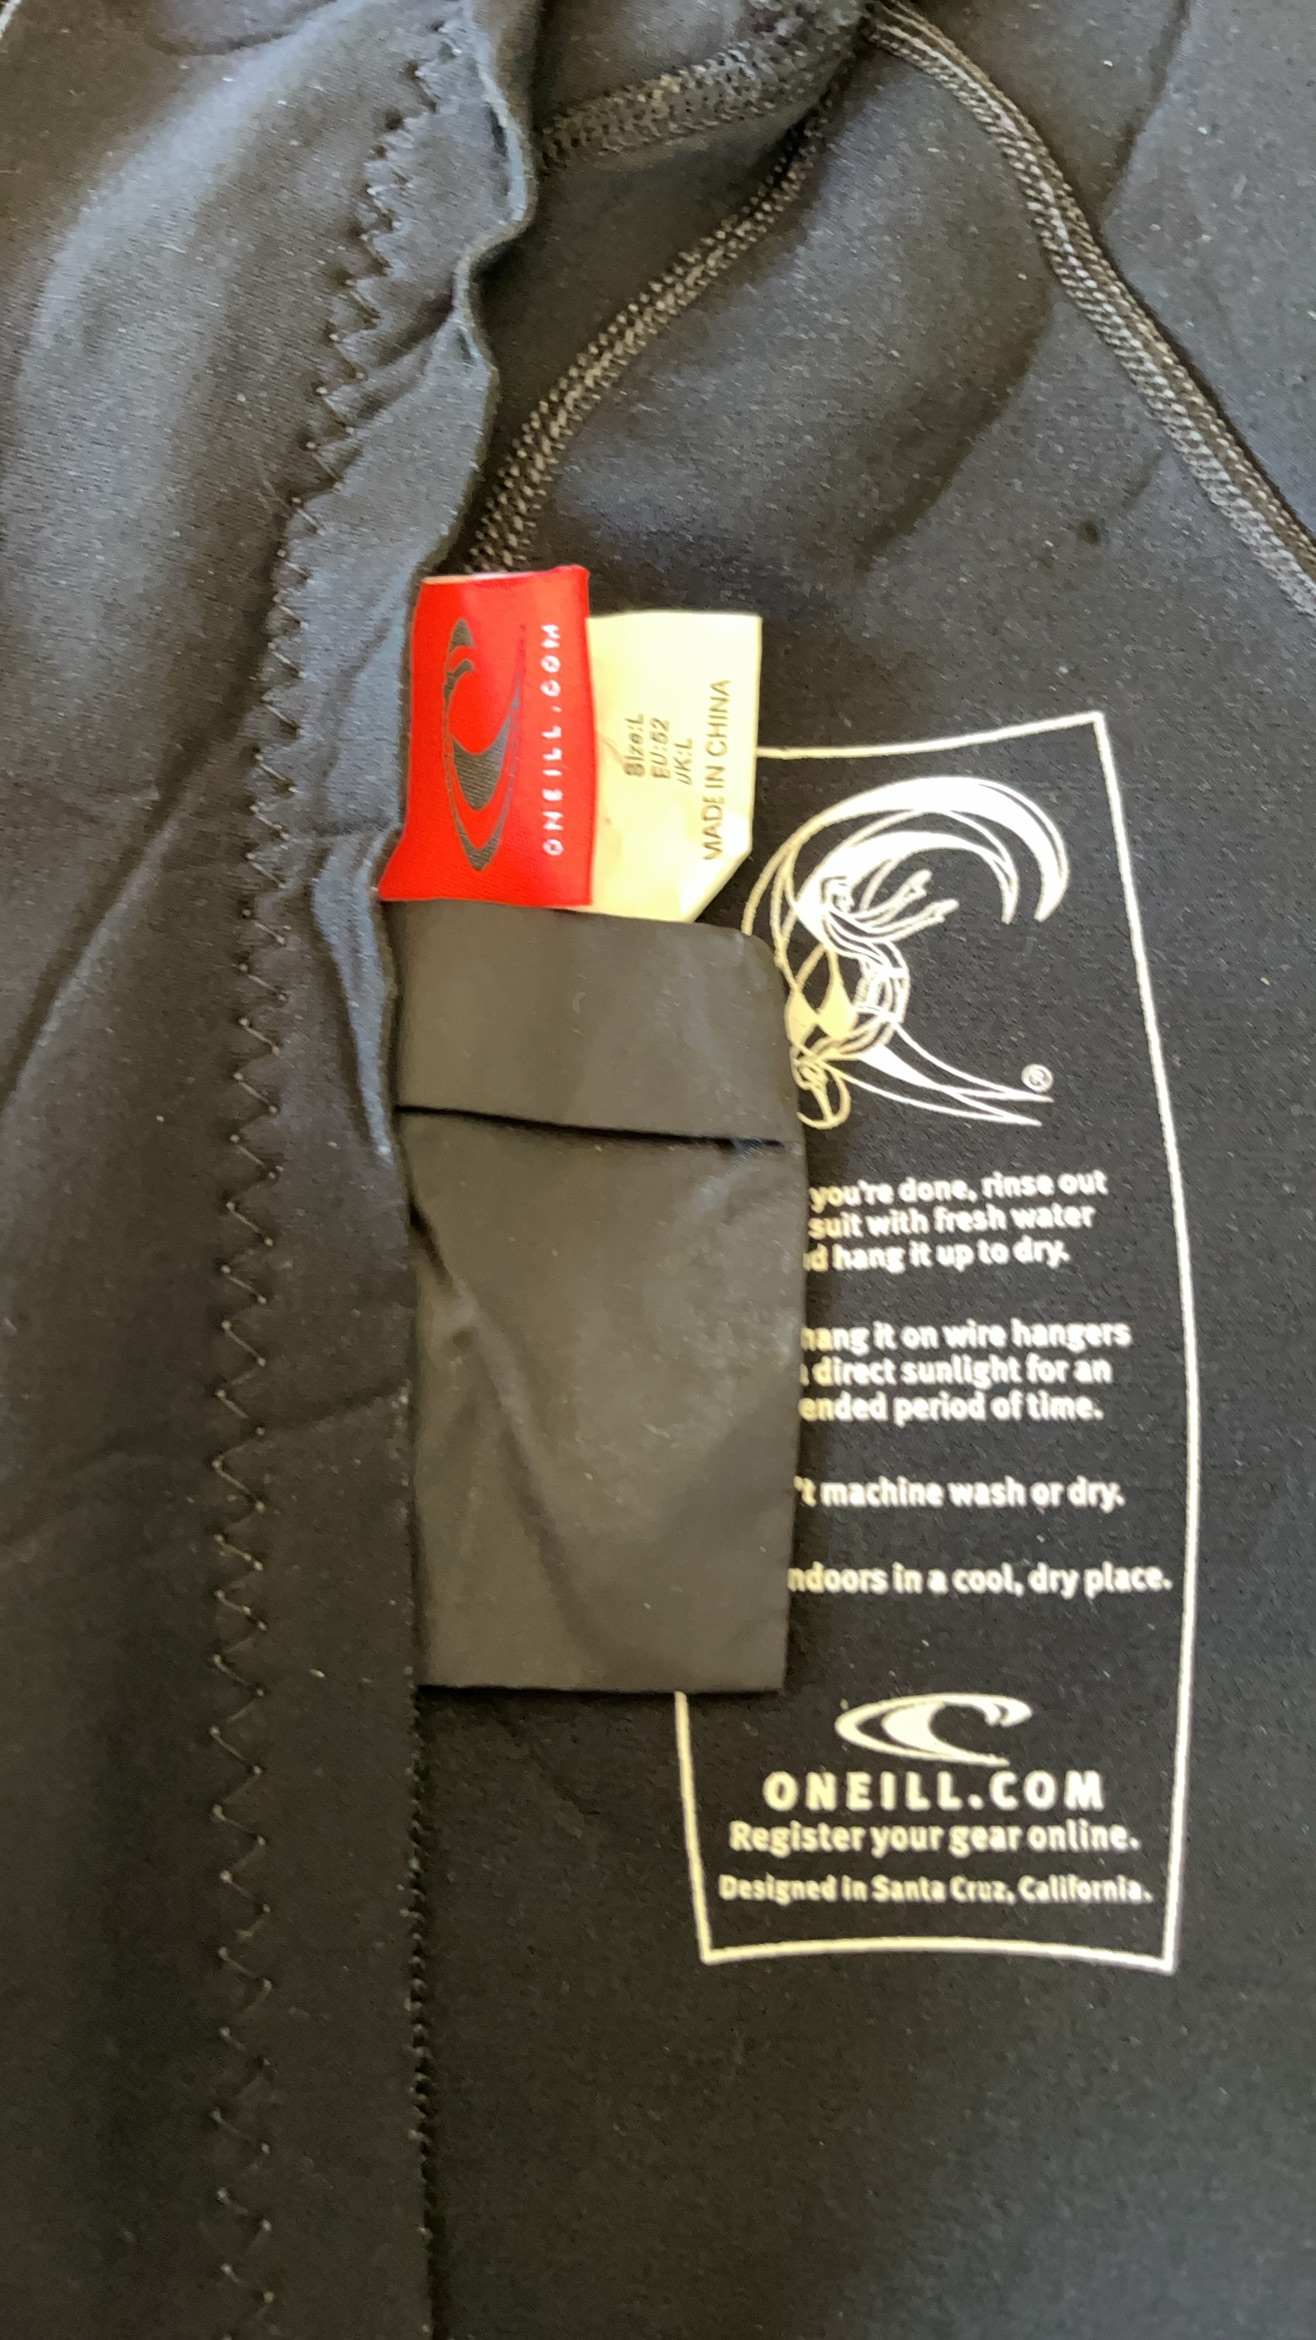 ONEILL.COM
Size:L
EU:52
UK:L
MADE IN CHINA
®
you're done, rinse out
suit with fresh water
d hang it up to dry.
hang it on wire hangers
direct sunlight for an
ended period of time.
't machine wash or dry.
ndoors in a cool, dry place.
ONEILL.COM
Register your gear online.
Designed in Santa Cruz, California.